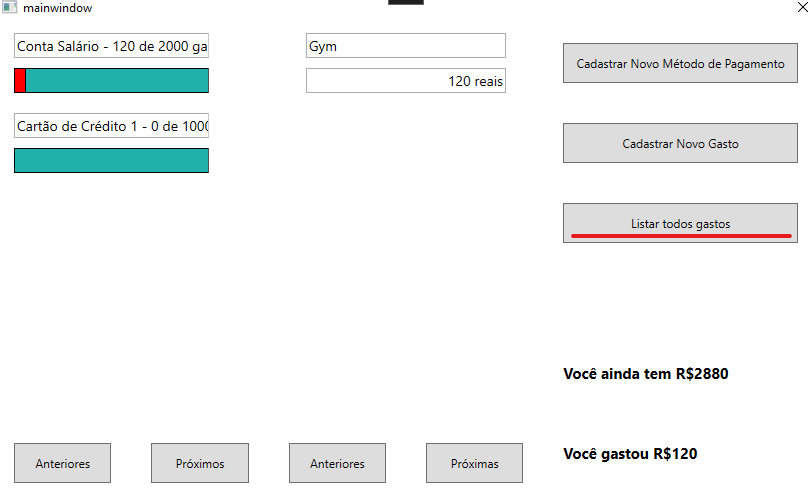 mainwindow
Conta Salário - 120 de 2000 ga
Gym
120 reais
Cartão de Crédito 1 - 0 de 1000
Cadastrar Novo Método de Pagamento
Cadastrar Novo Gasto
Listar todos gastos
Você ainda tem R$2880
Você gastou R$120
Anteriores
Próximos
Anteriores
Próximas